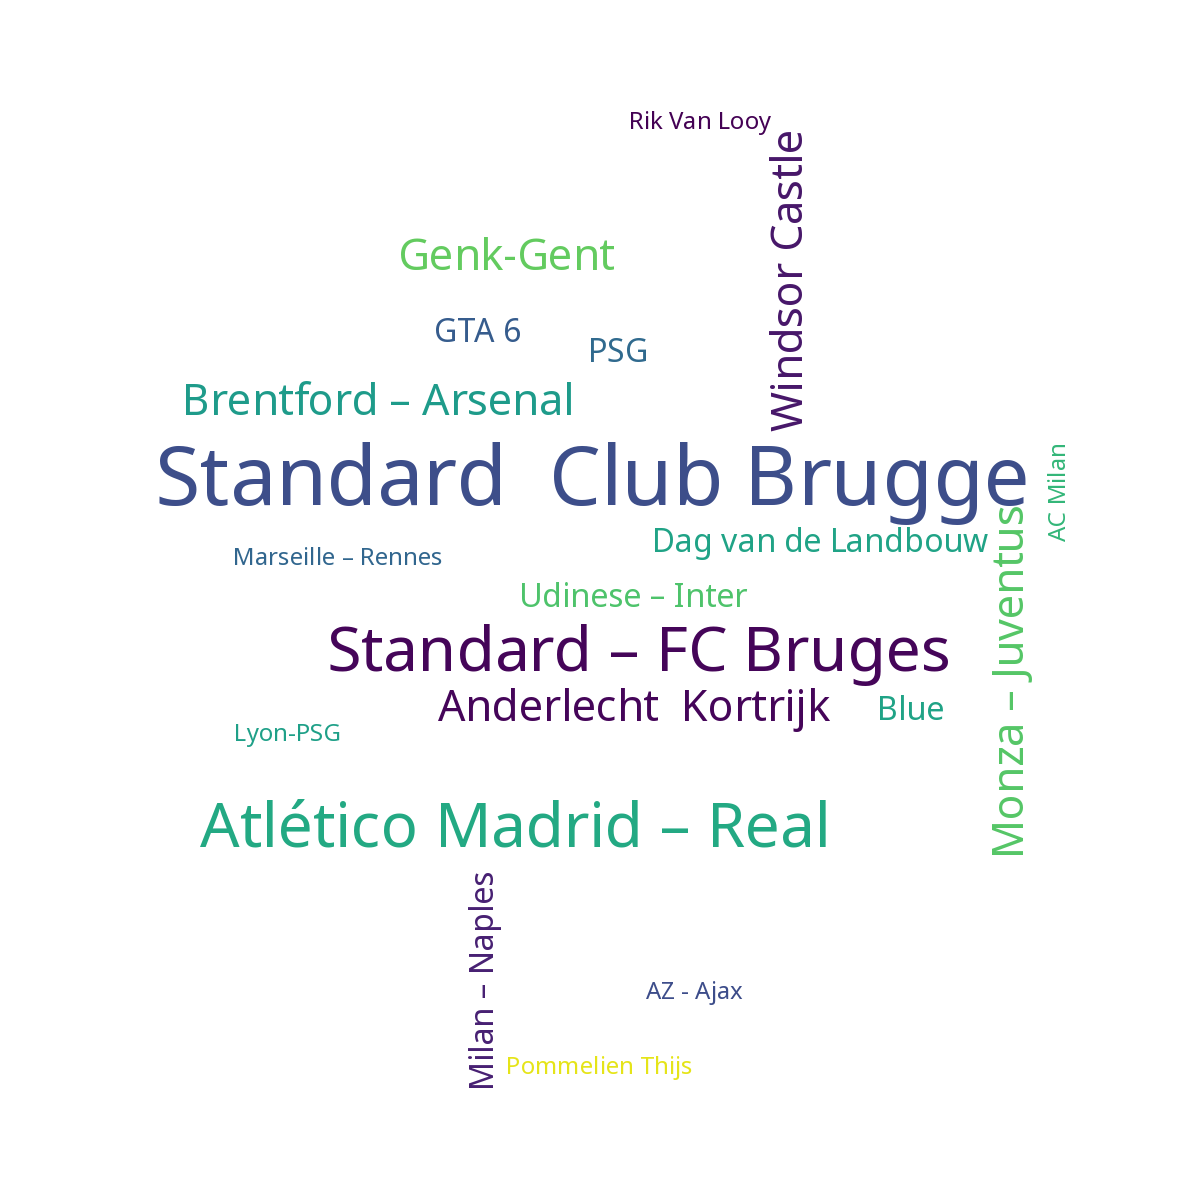 Rik Van Looy
Windsor Castle
Genk-Gent
GTA 6
PSG
Brentford – Arsenal
Standard  Club Brugge
AC Milan
Dag van de Landbouw
Marseille – Rennes
Monza – Juventus
Udinese – Inter
Standard – FC Bruges
Anderlecht  Kortrijk
Blue
Lyon-PSG
Atlético Madrid – Real
Milan – Naples
AZ - Ajax
Pommelien Thijs